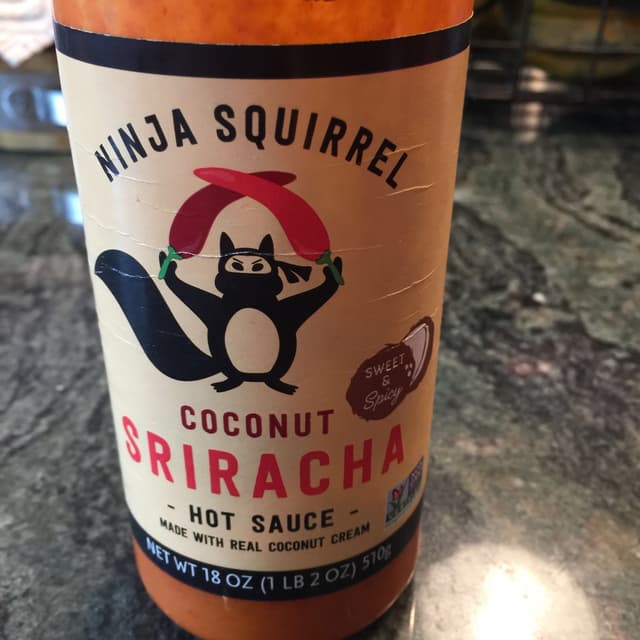 NINJA SQUIRREL
SWEET
&
Spicy
COCONUT
SRIRACHA
- HOT SAUCE -
MADE WITH REAL COCONUT CREAM
NET WT 18 OZ (1 LB 2 OZ) 510g